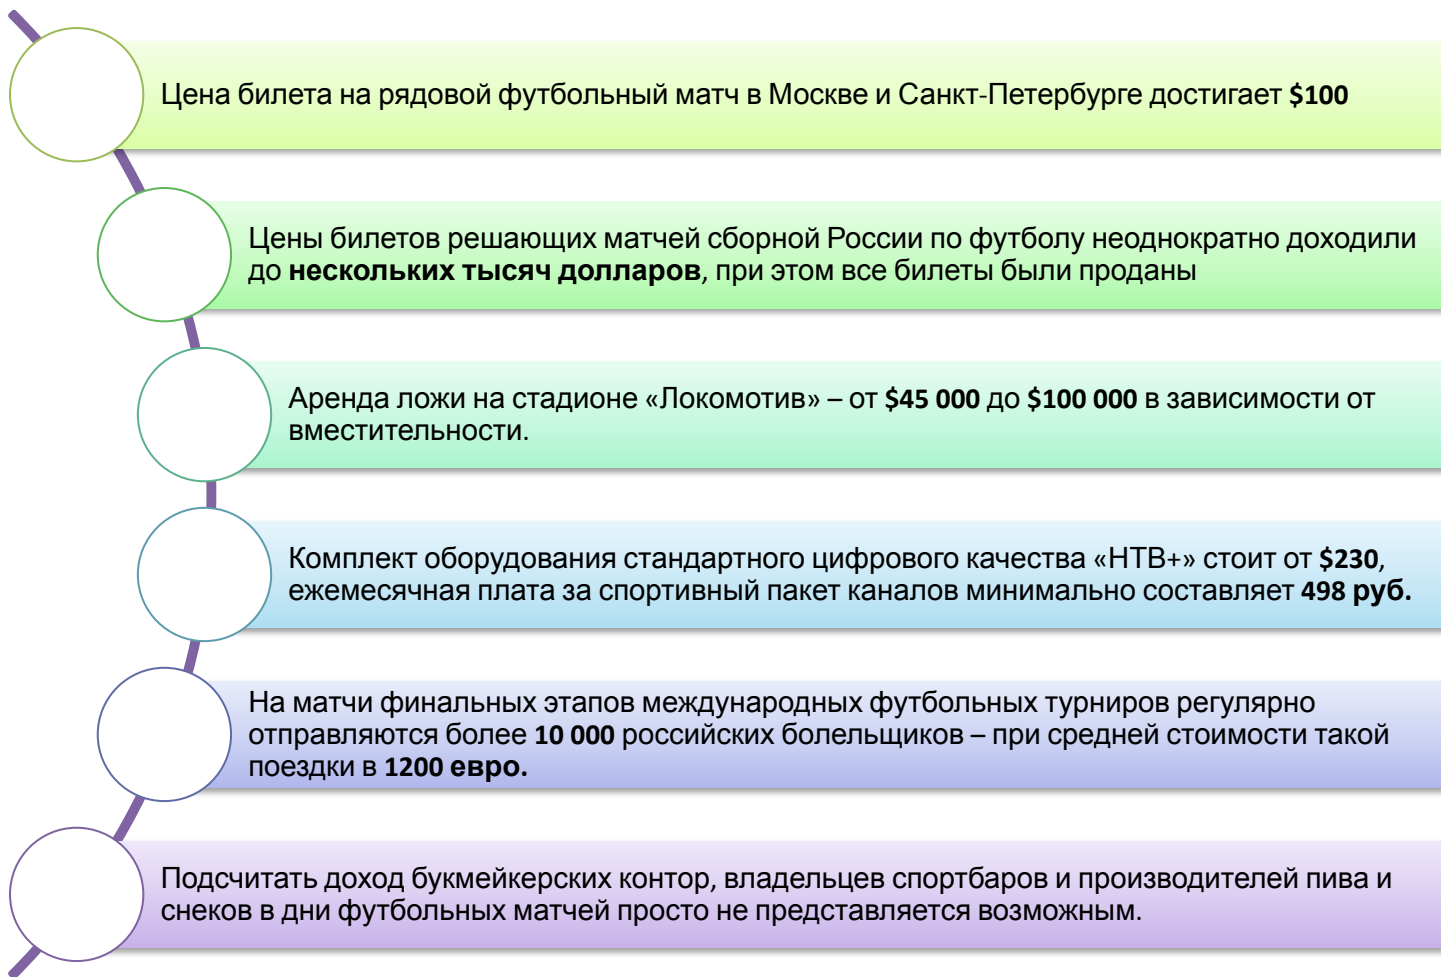 Цена билета на рядовой футбольный матч в Москве и Санкт-Петербурге достигает $100
Цены билетов решающих матчей сборной России по футболу неоднократно доходили
до нескольких тысяч долларов, при этом все билеты были проданы
Аренда ложи на стадионе «Локомотив» – от $45 000 до $100 000 в зависимости от
вместительности.
Комплект оборудования стандартного цифрового качества «НТВ+» стоит от $230,
ежемесячная плата за спортивный пакет каналов минимально составляет 498 руб.
На матчи финальных этапов международных футбольных турниров регулярно
отправляются более 10 000 российских болельщиков – при средней стоимости такой
поездки в 1200 евро.
Подсчитать доход букмейкерских контор, владельцев спортбаров и производителей пива и
снеков в дни футбольных матчей просто не представляется возможным.